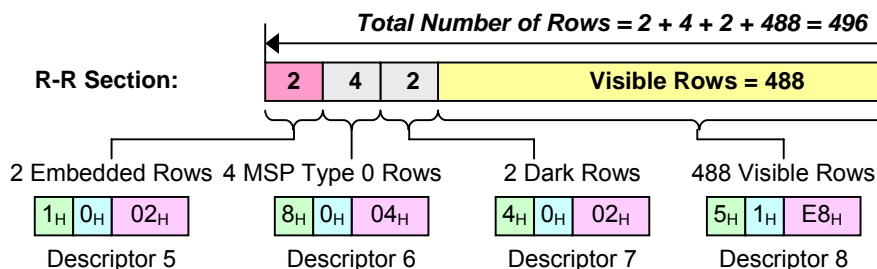 Total Number of Rows = 2 + 4 + 2 + 488 = 496
R-R Section: 2 4 2 Visible Rows = 488
2 Embedded Rows 4 MSP Type 0 Rows 2 Dark Rows 488 Visible Rows
1H 0H 02H 8H 0H 04H 4H 0H 02H 5H 1H E8H
Descriptor 5 Descriptor 6 Descriptor 7 Descriptor 8